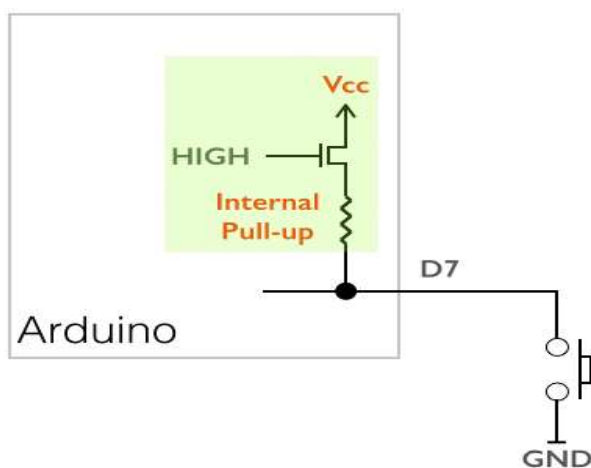 Vcc
HIGH
Internal
Pull-up
D7
Arduino
GND